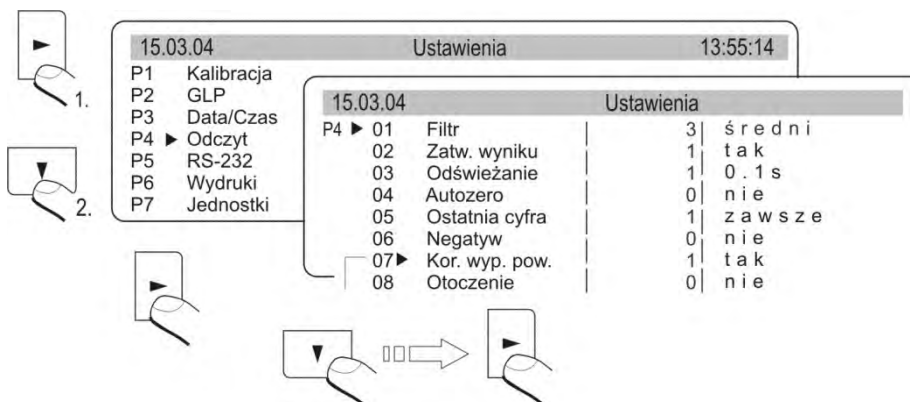 1.
2.
15.03.04 Ustawienia 13:55:14
P1 Kalibracja
P2 GLP
P3 Data/Czas
P4 ► Odczyt
P5 RS-232
P6 Wydruki
P7 Jednostki
15.03.04 Ustawienia
P4 ► 01 Filtr | 3| średni
02 Zatw. wyniku | 1| tak
03 Odświeżanie | 1| 0.1s
04 Autozero | 0| nie
05 Ostatnia cyfra | 1| zawsze
06 Negatyw | 0| nie
07► Kor. wyp. pow. | 1| tak
08 Otoczenie | 0| nie